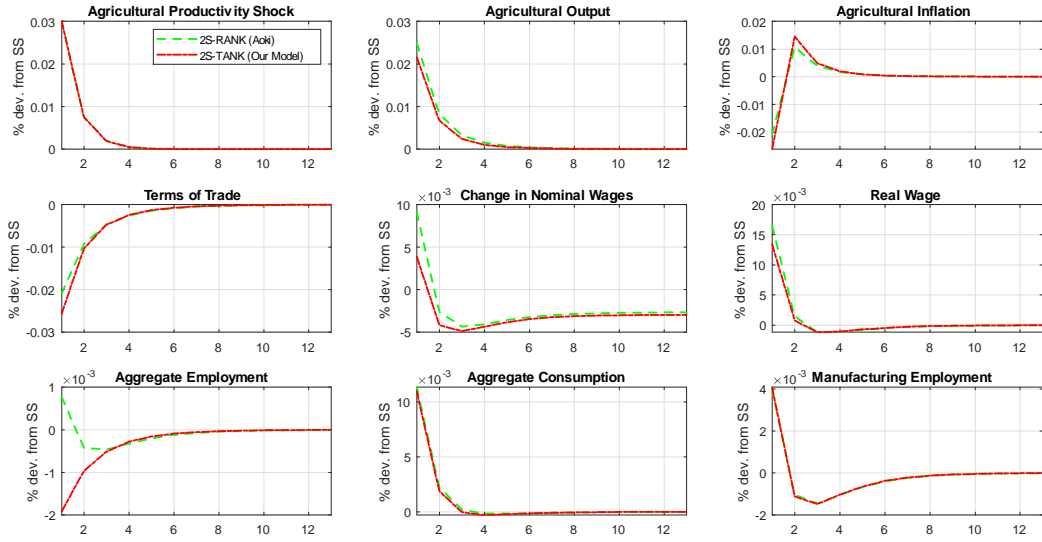 Agricultural Productivity Shock
% dev. from SS
0.03
0.02
0.01
0
2 4 6 8 10 12
2S-RANK (Aoki)
2S-TANK (Our Model)
Agricultural Output
% dev. from SS
0.03
0.02
0.01
0
2 4 6 8 10 12
Agricultural Inflation
% dev. from SS
0.02
0.01
0
-0.01
-0.02
2 4 6 8 10 12
Terms of Trade
% dev. from SS
0
-0.01
-0.02
-0.03
2 4 6 8 10 12
Change in Nominal Wages
×10⁻³
% dev. from SS
10
5
0
-5
2 4 6 8 10 12
Real Wage
×10⁻³
% dev. from SS
20
15
10
5
0
2 4 6 8 10 12
Aggregate Employment
×10⁻³
% dev. from SS
1
0
-1
-2
2 4 6 8 10 12
Aggregate Consumption
×10⁻³
% dev. from SS
10
5
0
2 4 6 8 10 12
Manufacturing Employment
×10⁻³
% dev. from SS
4
2
0
-2
2 4 6 8 10 12